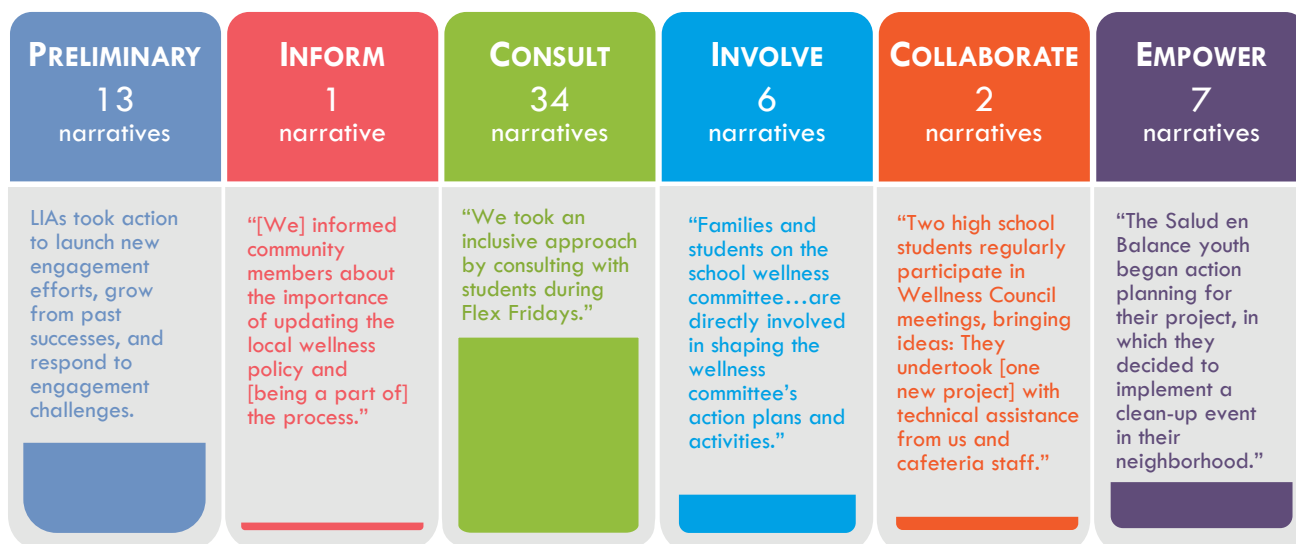 PRELIMINARY
13
narratives
LIAs took action
to launch new
engagement
efforts, grow
from past
successes, and
respond to
engagement
challenges.
INFORM
1
narrative
“[We] informed
community
members about
the importance
of updating the
local wellness
policy and
[being a part of]
the process.”
CONSULT
34
narratives
“We took an
inclusive approach
by consulting with
students during
Flex Fridays.”
INVOLVE
6
narratives
“Families and
students on the
school wellness
committee…are
directly involved
in shaping the
wellness
committee’s
action plans and
activities.”
COLLABORATE
2
narratives
“Two high school
students regularly
participate in
Wellness Council
meetings, bringing
ideas: They
undertook [one
new project] with
technical assistance
from us and
cafeteria staff.”
EMPOWER
7
narratives
“The Salud en
Balance youth
began action
planning for
their project, in
which they
decided to
implement a
clean-up event
in their
neighborhood.”